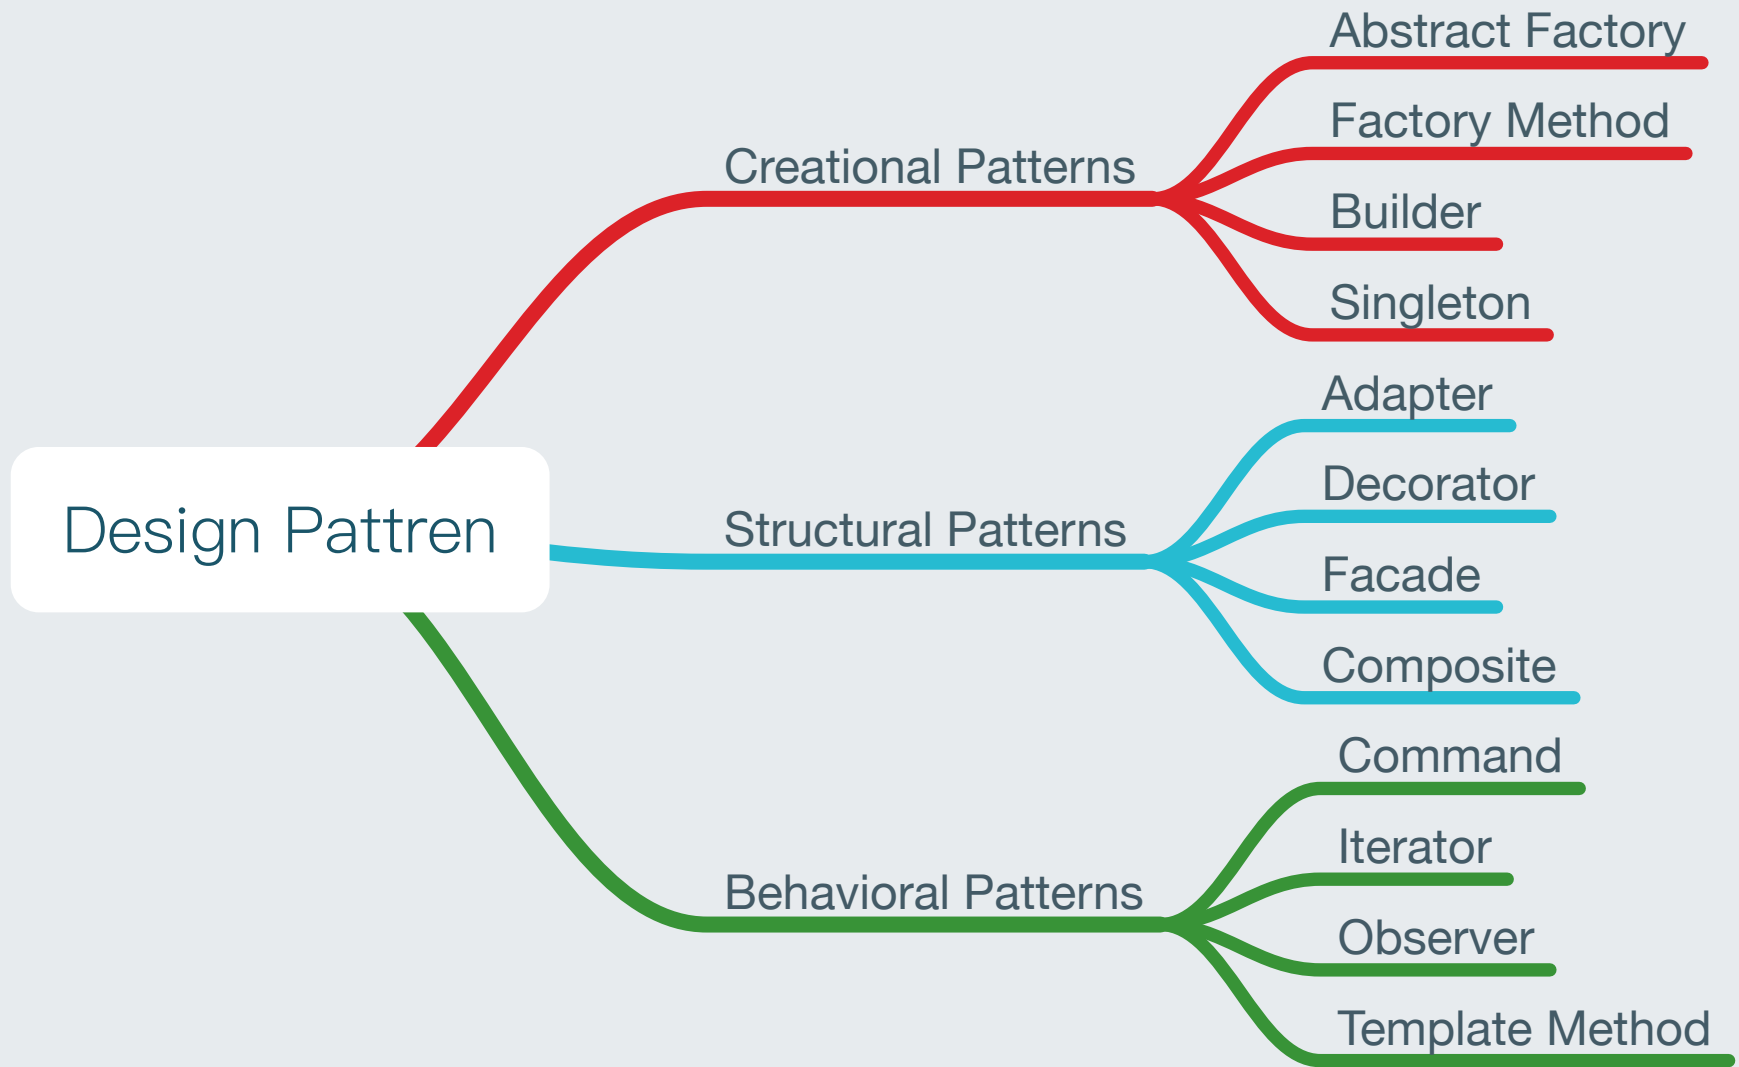 Design Pattren
Creational Patterns
Abstract Factory
Factory Method
Builder
Singleton
Structural Patterns
Adapter
Decorator
Facade
Composite
Behavioral Patterns
Command
Iterator
Observer
Template Method